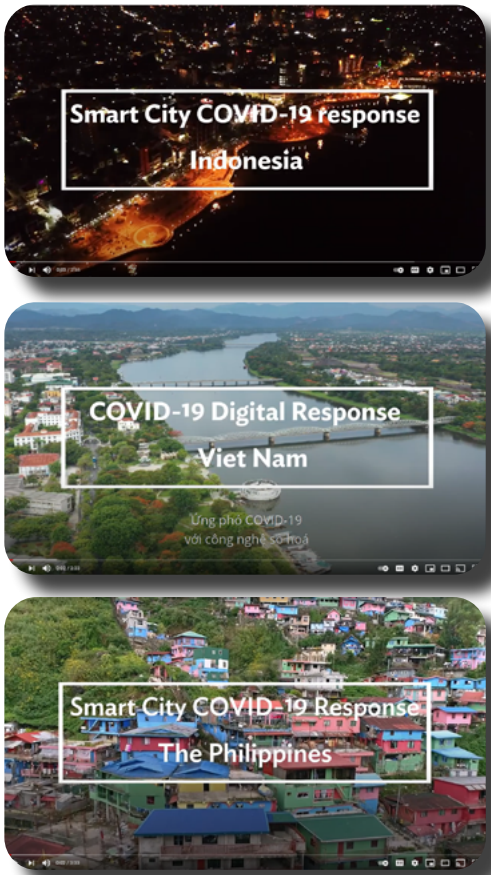 Smart City COVID-19 response
Indonesia
COVID-19 Digital Response
Viet Nam
Ứng phó COVID-19
với công nghệ số hoá
Smart City COVID-19 Response
The Philippines